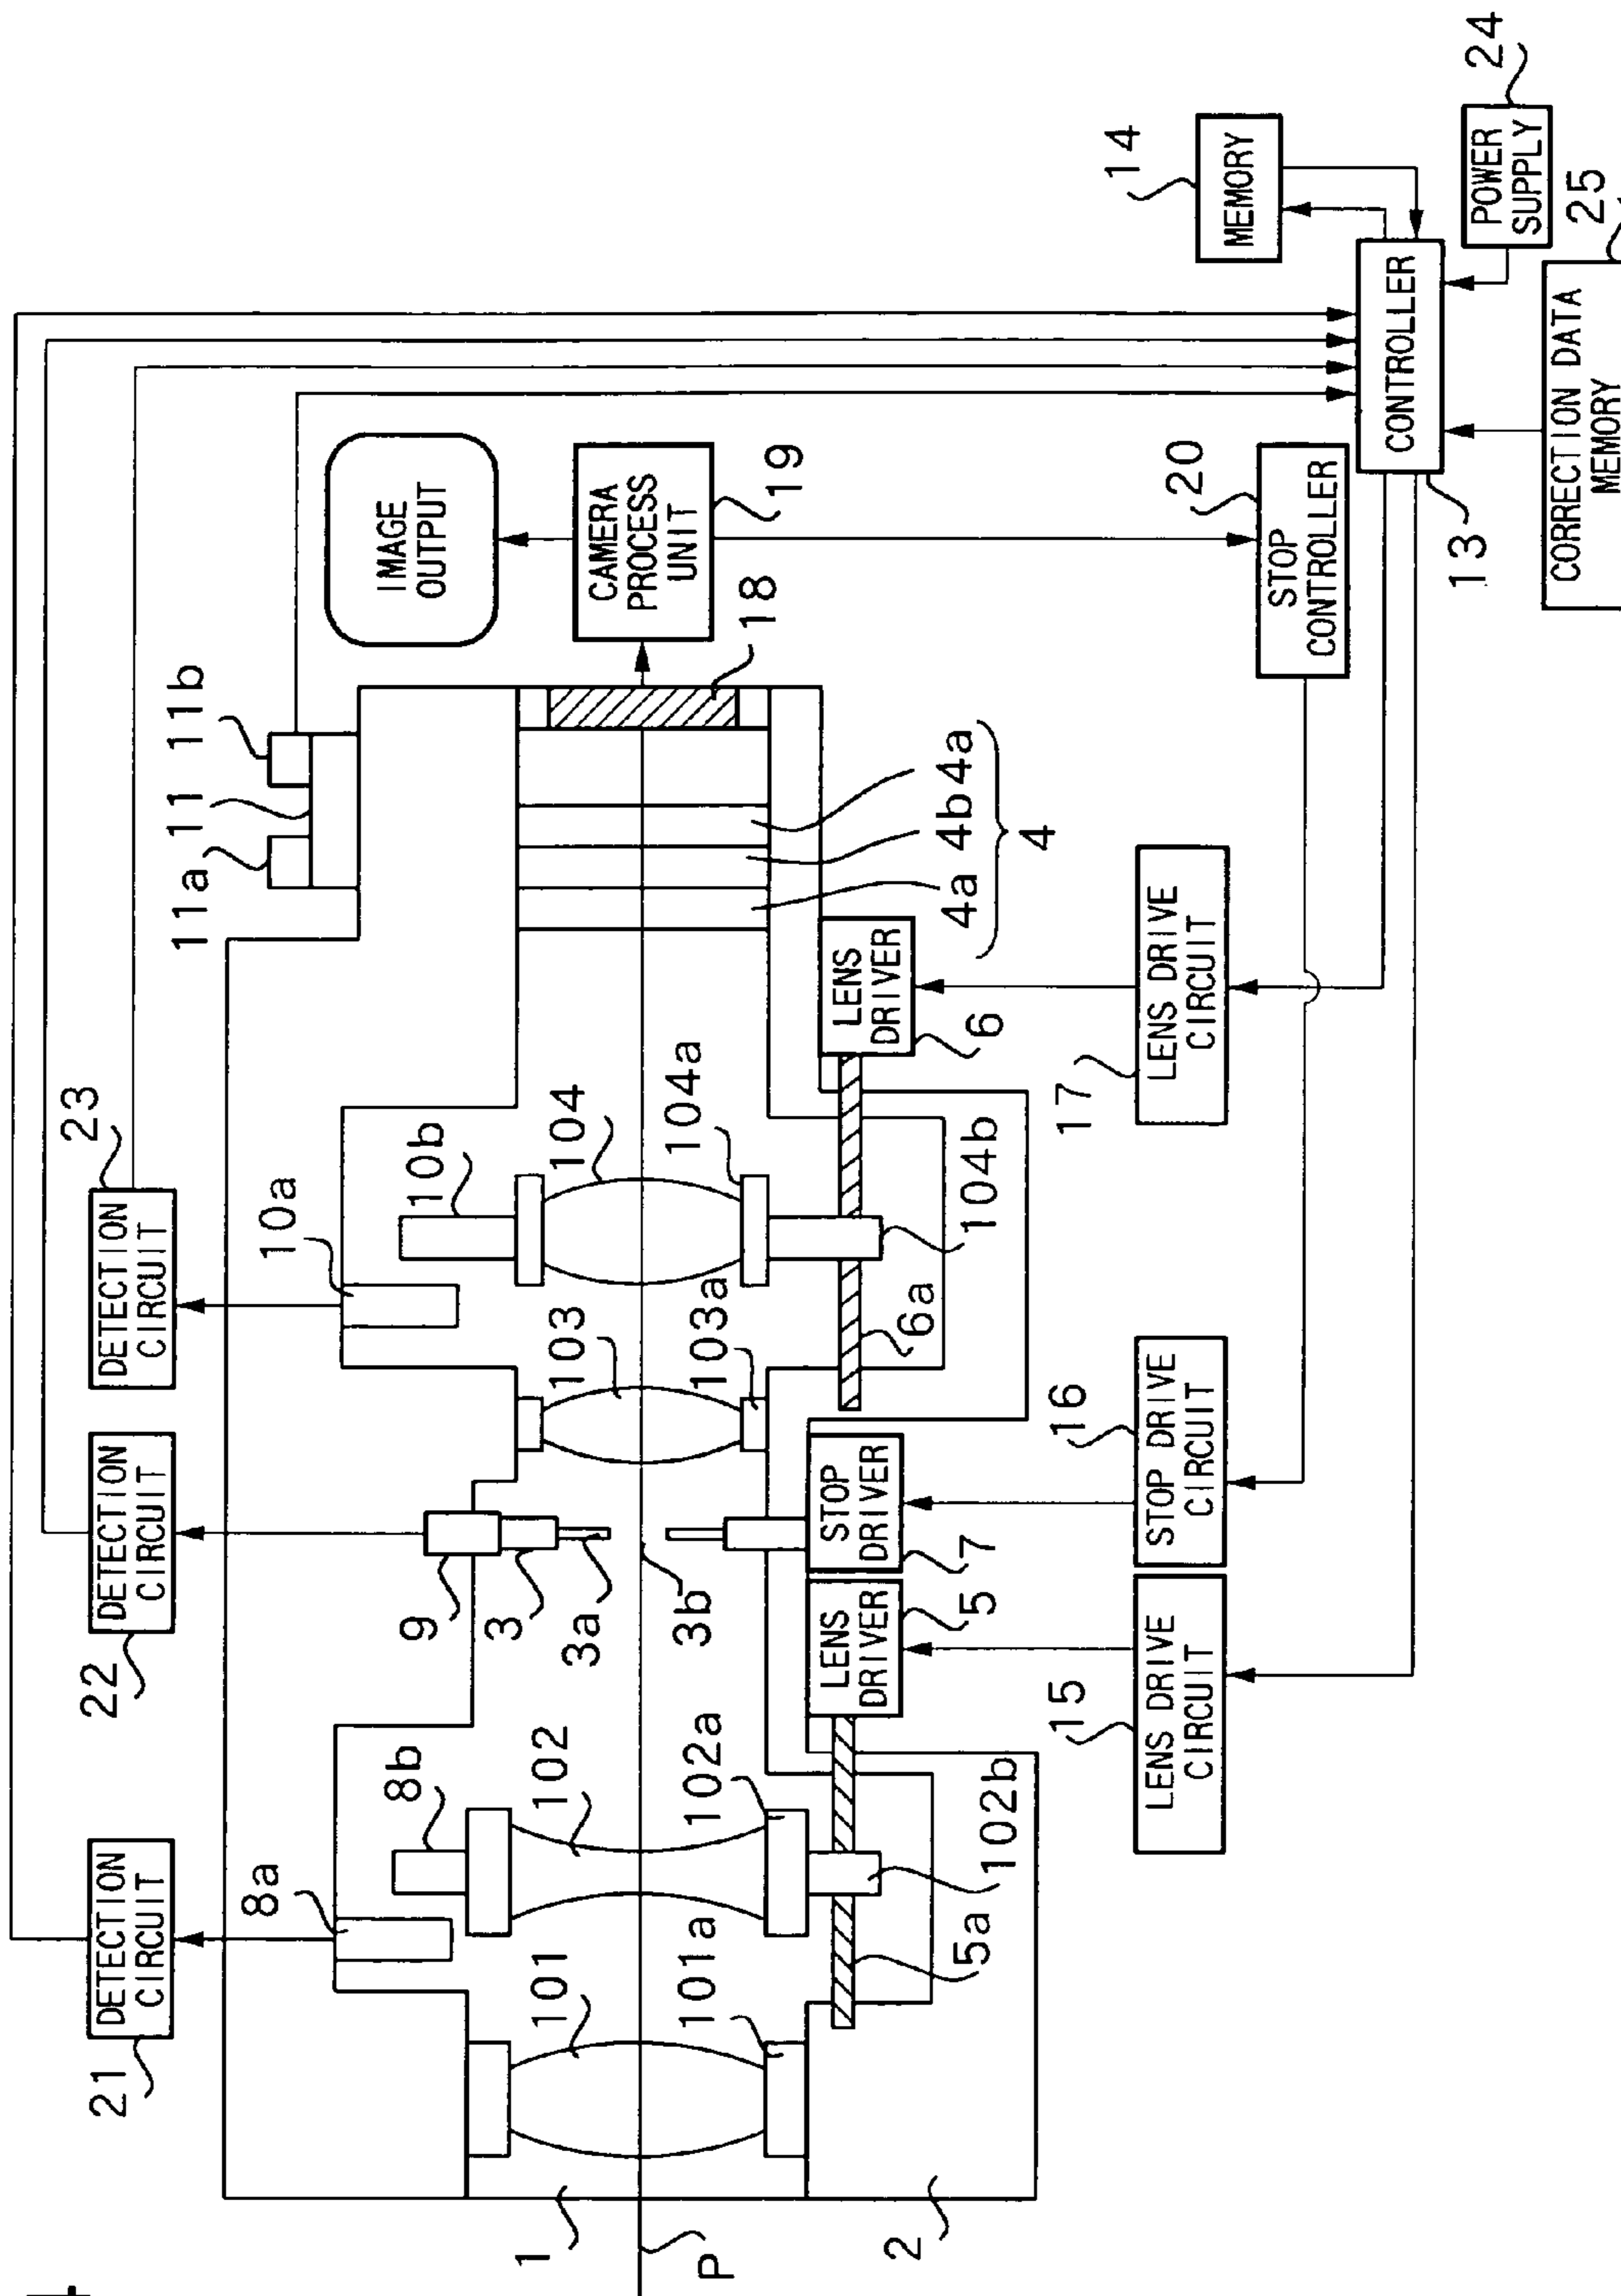 21
DETECTION
CIRCUIT
22
DETECTION
CIRCUIT
23
DETECTION
CIRCUIT
8a
8b
9
3
3a
3b
10a
10b
11a
11
11b
IMAGE
OUTPUT
CAMERA
PROCESS
UNIT
19
18
1
P
2
101
101a
102
102a
102b
5a
103
103a
104
104a
104b
6a
4a
4b
4a
4
LENS
DRIVER
5
STOP
DRIVER
7
LENS
DRIVER
6
15
LENS DRIVE
CIRCUIT
16
STOP DRIVE
CIRCUIT
17
LENS DRIVE
CIRCUIT
20
STOP
CONTROLLER
14
MEMORY
CONTROLLER
13
POWER
SUPPLY
24
CORRECTION DATA
MEMORY
25